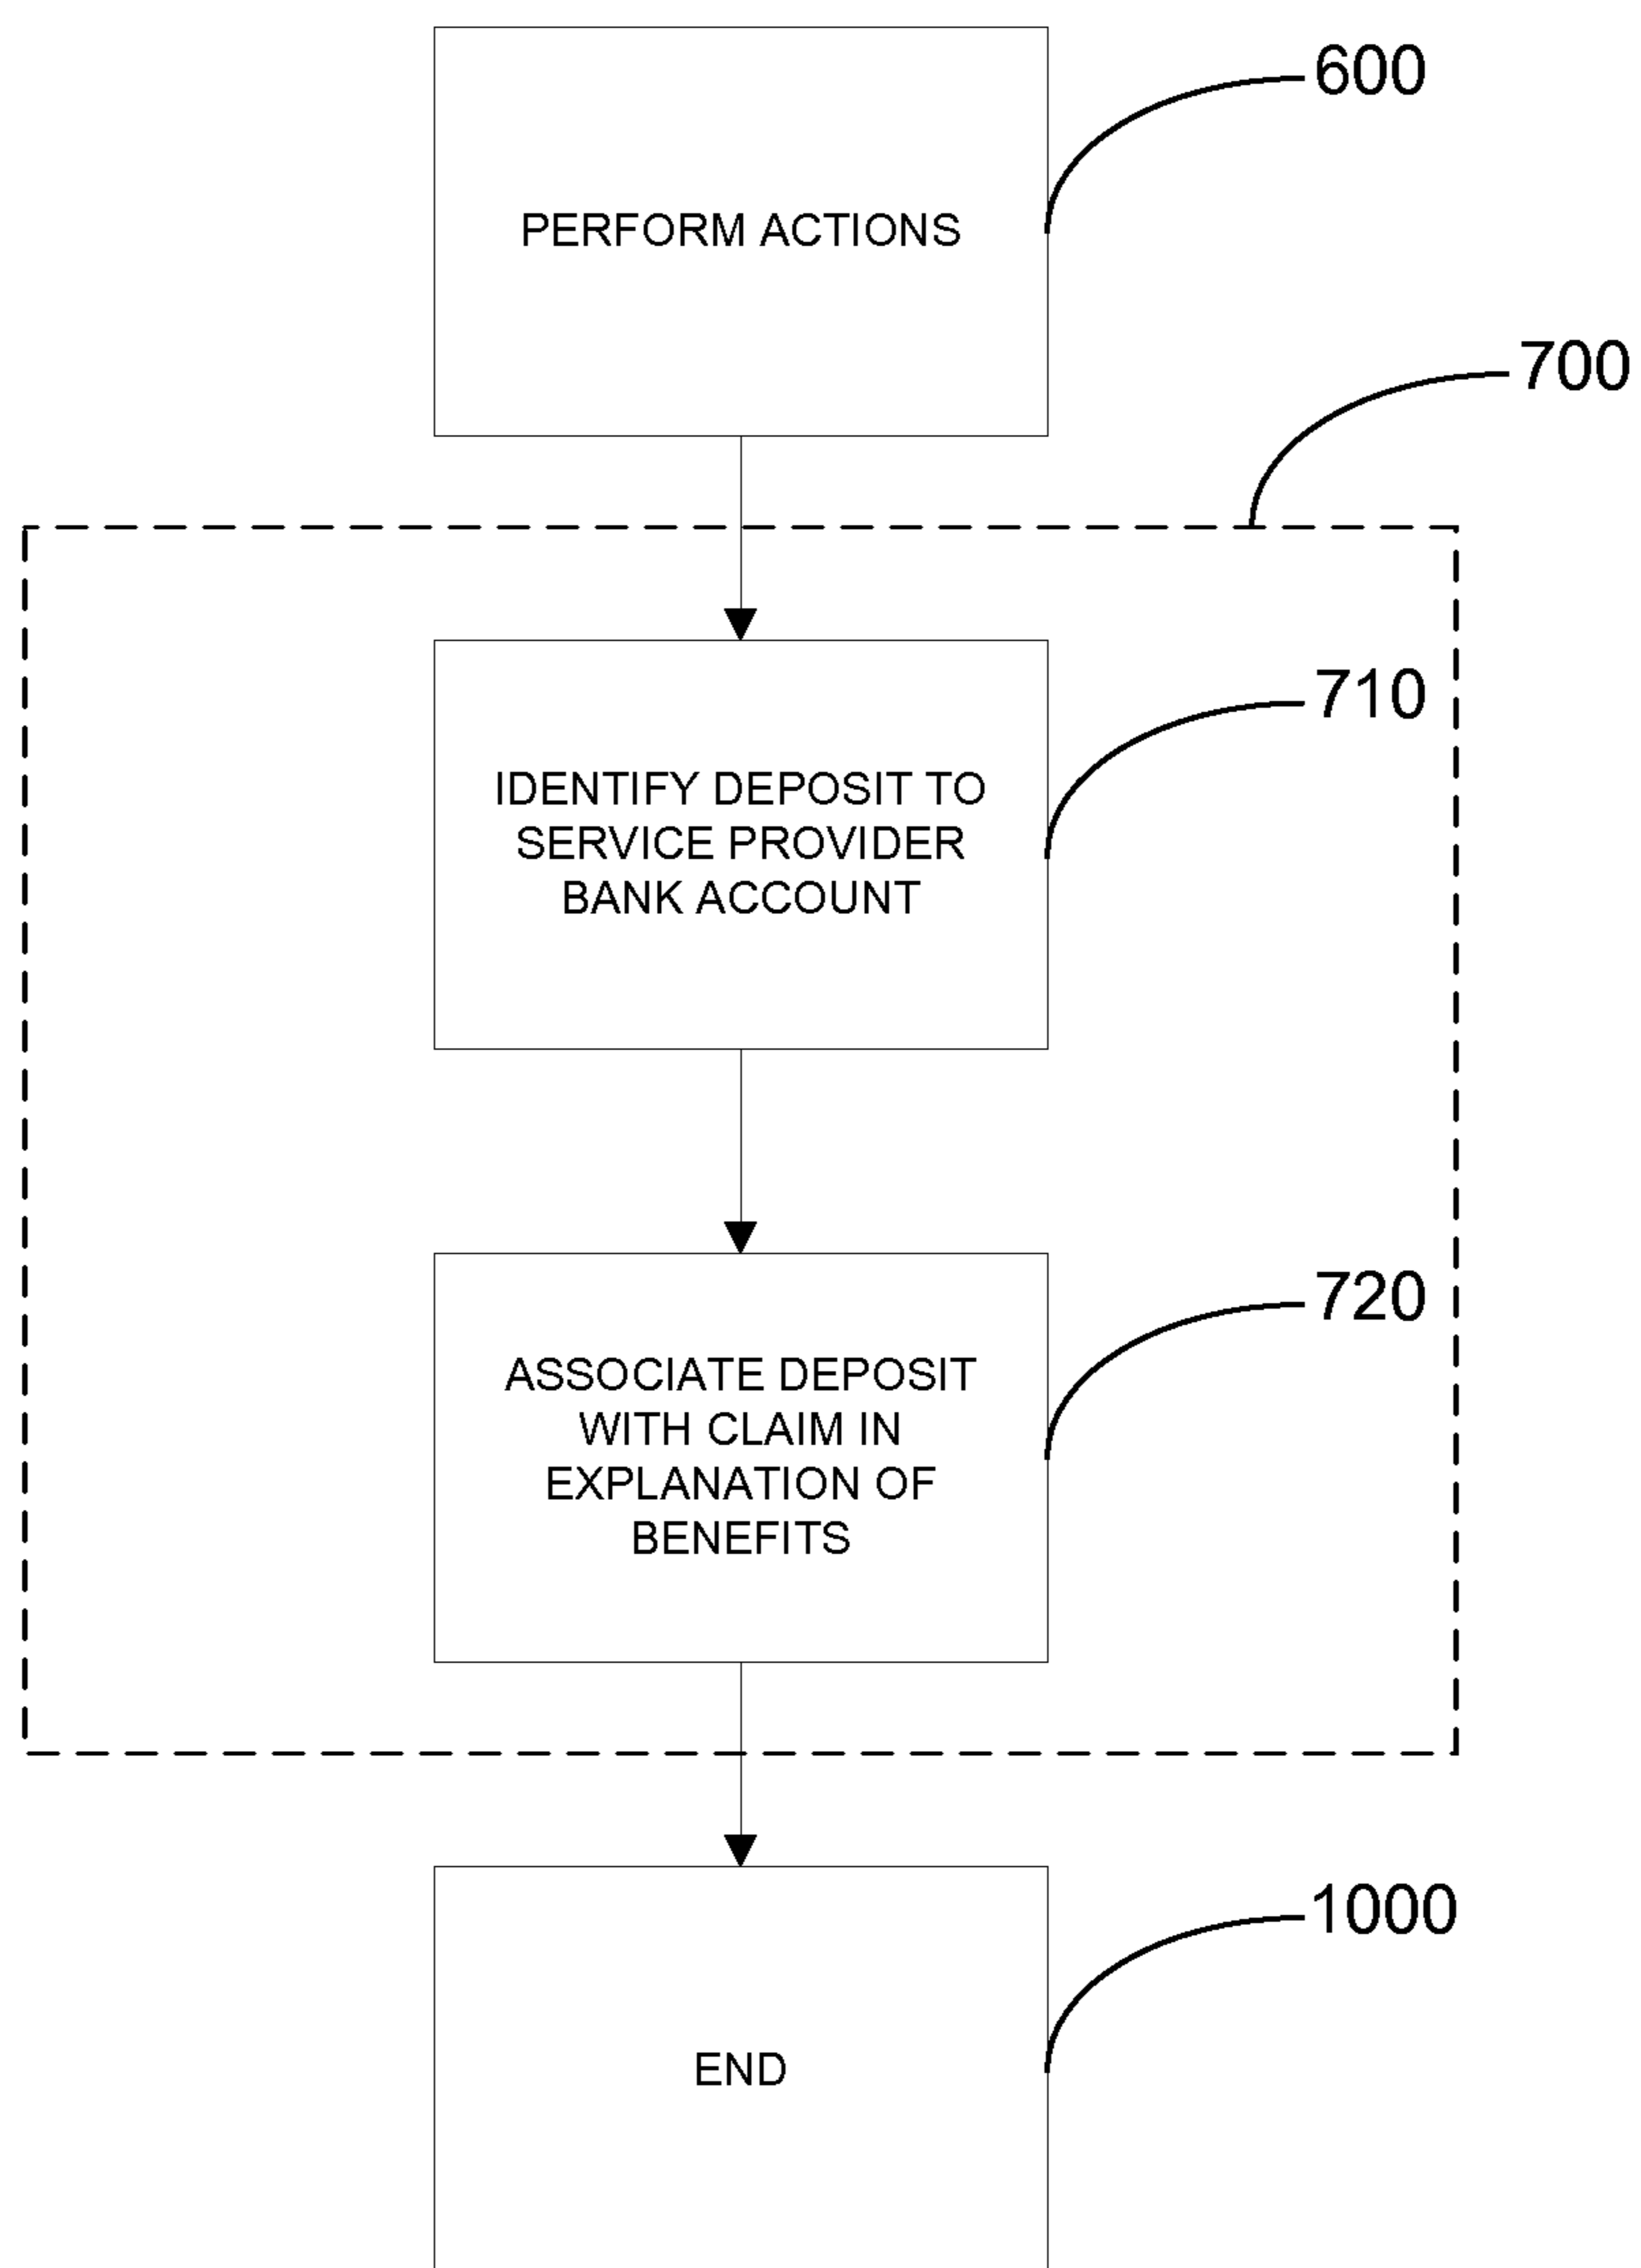 600
PERFORM ACTIONS
700
710
IDENTIFY DEPOSIT TO
SERVICE PROVIDER
BANK ACCOUNT
720
ASSOCIATE DEPOSIT
WITH CLAIM IN
EXPLANATION OF
BENEFITS
1000
END